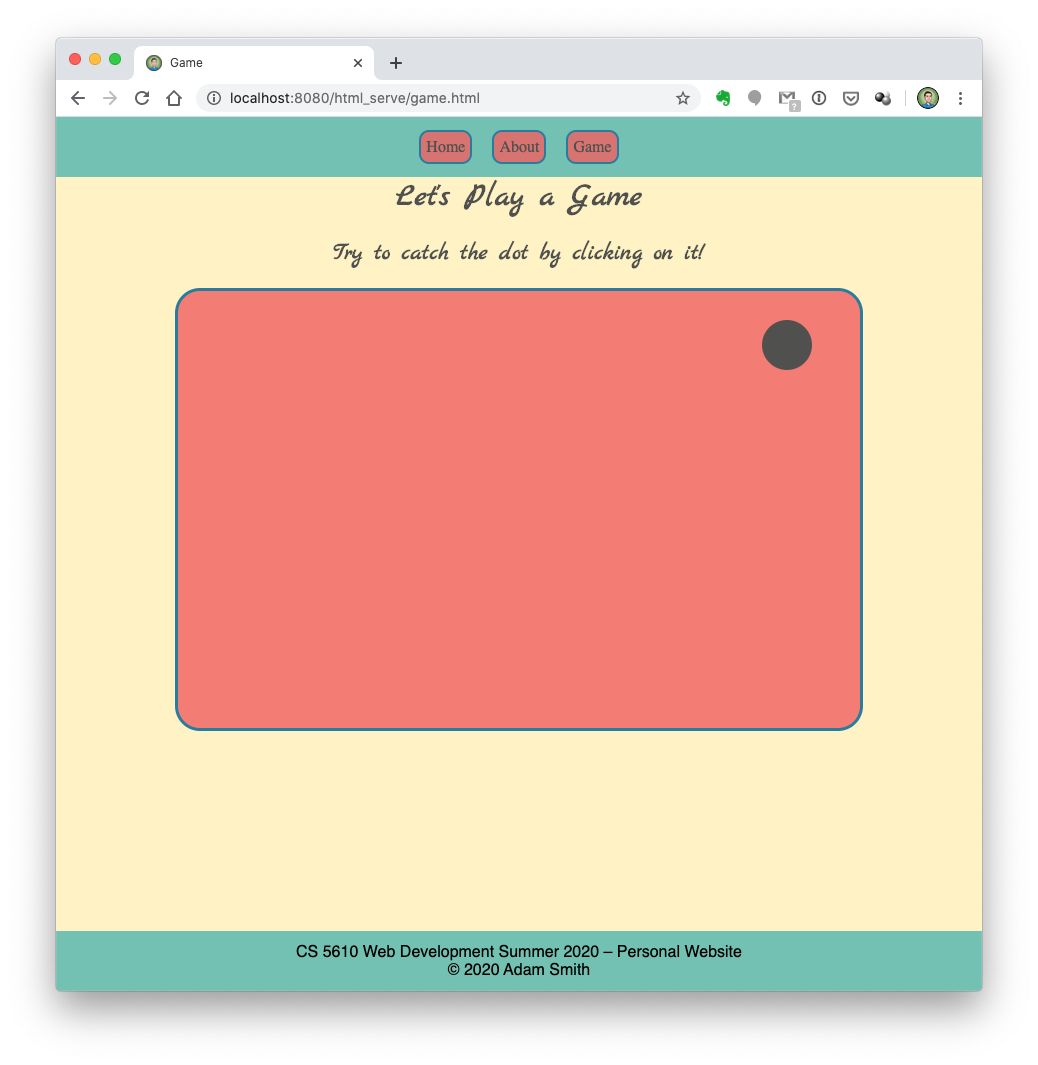 Game
localhost:8080/html_serve/game.html
?
Home About Game
Let's Play a Game
Try to catch the dot by clicking on it!
CS 5610 Web Development Summer 2020 – Personal Website
© 2020 Adam Smith